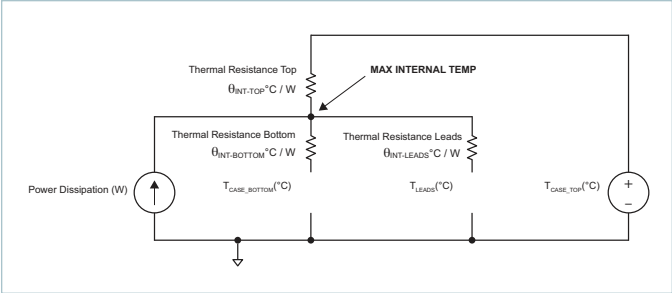 Thermal Resistance Top
θINT-TOP°C / W
MAX INTERNAL TEMP
Thermal Resistance Bottom
θINT-BOTTOM°C / W
Thermal Resistance Leads
θINT-LEADS°C / W
Power Dissipation (W)
TCASE_BOTTOM(°C)
TLEADS(°C)
TCASE_TOP(°C)
+
–